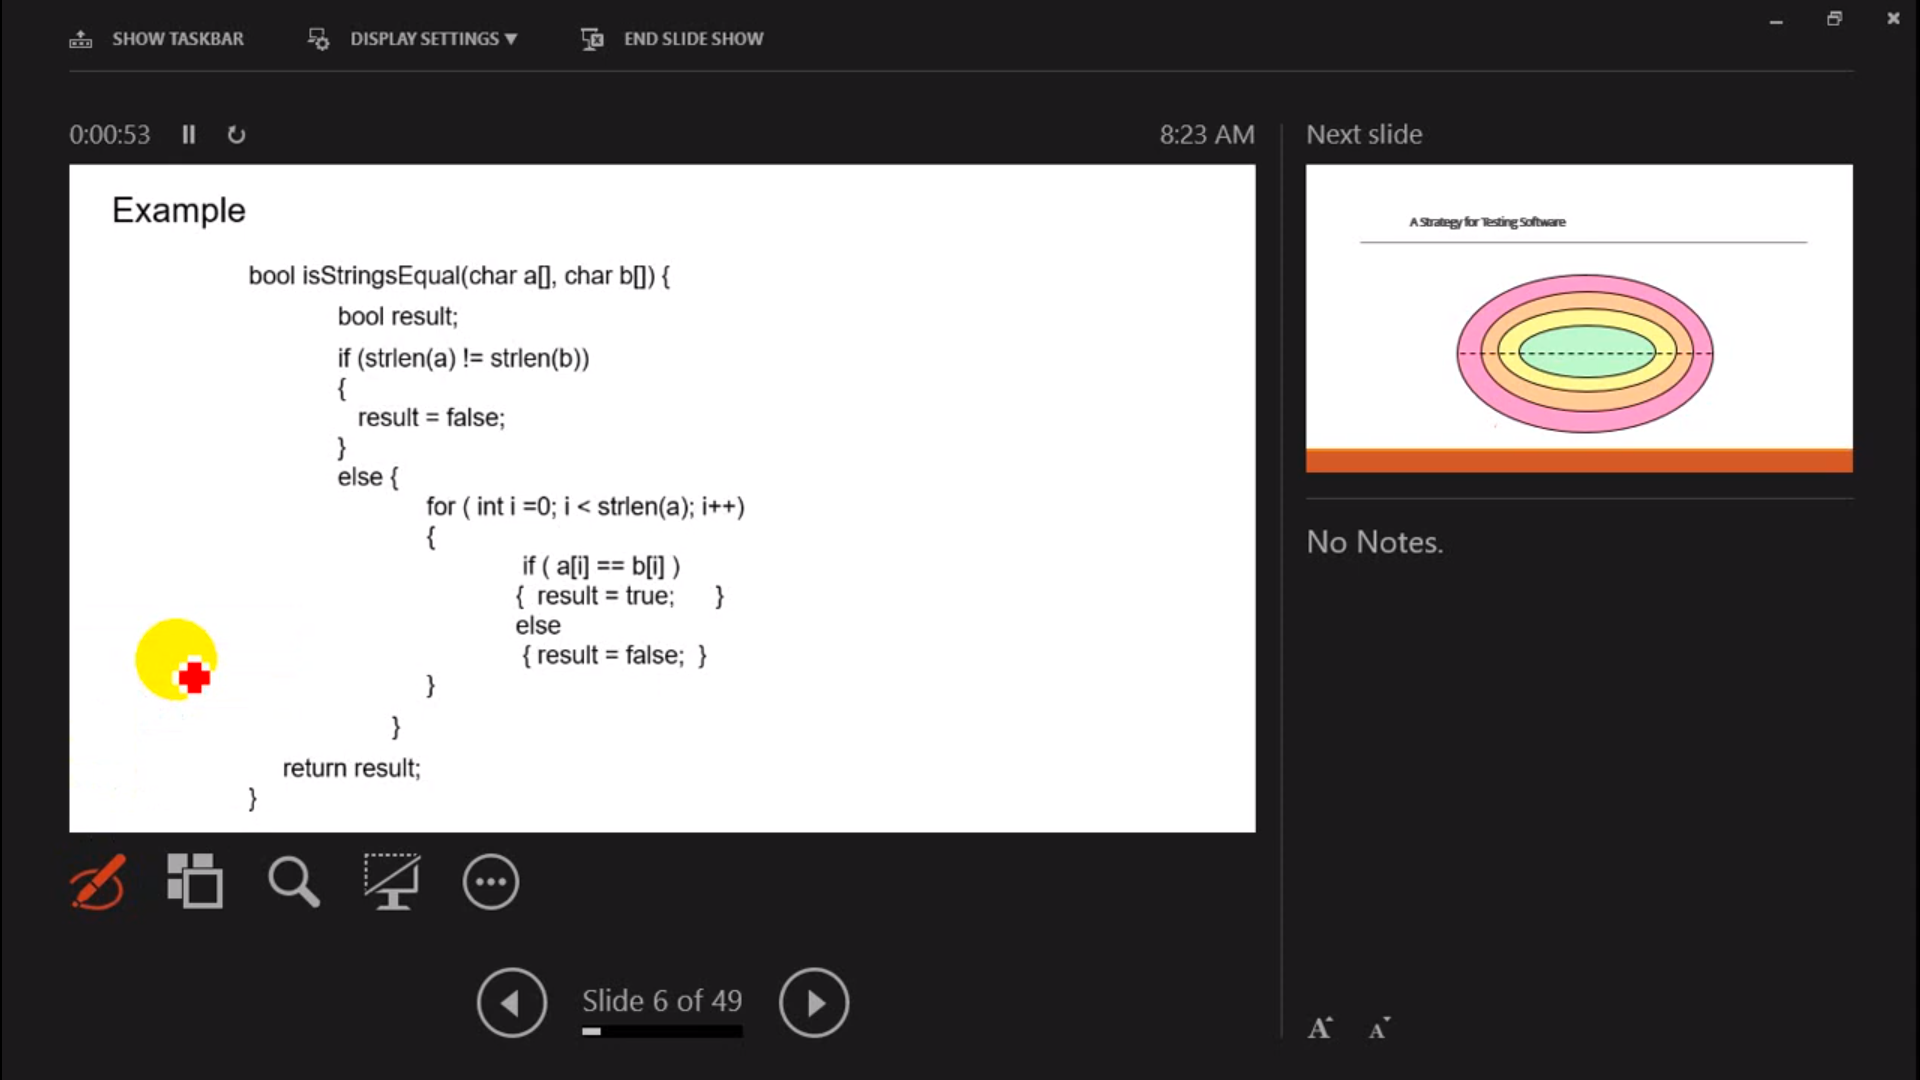 SHOW TASKBAR
DISPLAY SETTINGS ▼
END SLIDE SHOW
0:00:53
8:23 AM
Next slide
Example
bool isStringsEqual(char a[], char b[]) {
bool result;
if (strlen(a) != strlen(b))
{
result = false;
}
else {
for ( int i =0; i < strlen(a); i++)
{
if ( a[i] == b[i] )
{ result = true; }
else
{ result = false; }
}
}
return result;
}
A Strategy for Testing Software
No Notes.
Slide 6 of 49
A A